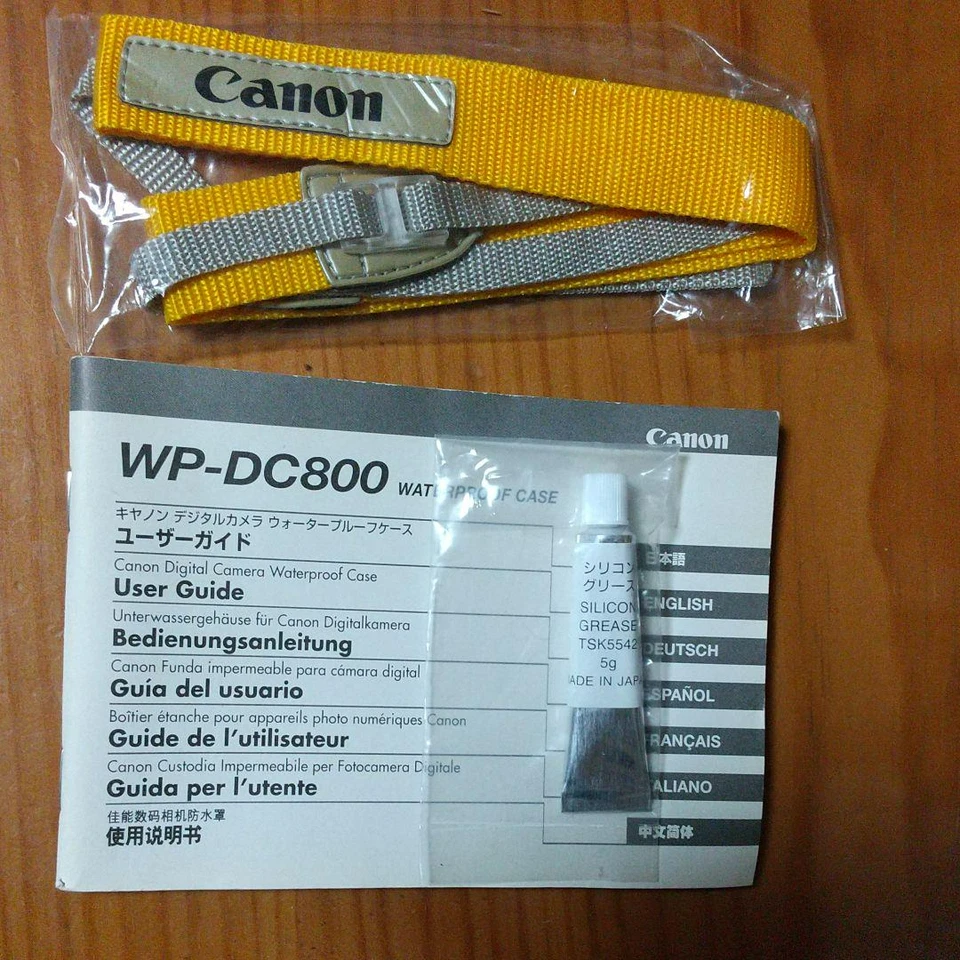 Canon
Canon
WP-DC800 WATERPROOF CASE
キヤノン デジタルカメラ ウォータープルーフケース
ユーザーガイド
日本語
Canon Digital Camera Waterproof Case
User Guide
ENGLISH
Unterwassergehäuse für Canon Digitalkamera
Bedienungsanleitung
DEUTSCH
Canon Funda impermeable para cámara digital
Guía del usuario
ESPAÑOL
Boîtier étanche pour appareils photo numériques Canon
Guide de l'utilisateur
FRANÇAIS
Canon Custodia Impermeabile per Fotocamera Digitale
Guida per l'utente
ITALIANO
佳能数码相机防水罩
使用说明书
中文简体
シリコン
グリース
SILICON
GREASE
TSK5542
5g
MADE IN JAPAN